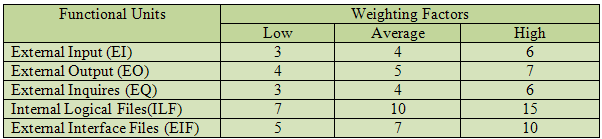 Functional Units Weighting Factors
Low Average High
External Input (EI) 3 4 6
External Output (EO) 4 5 7
External Inquires (EQ) 3 4 6
Internal Logical Files(ILF) 7 10 15
External Interface Files (EIF) 5 7 10